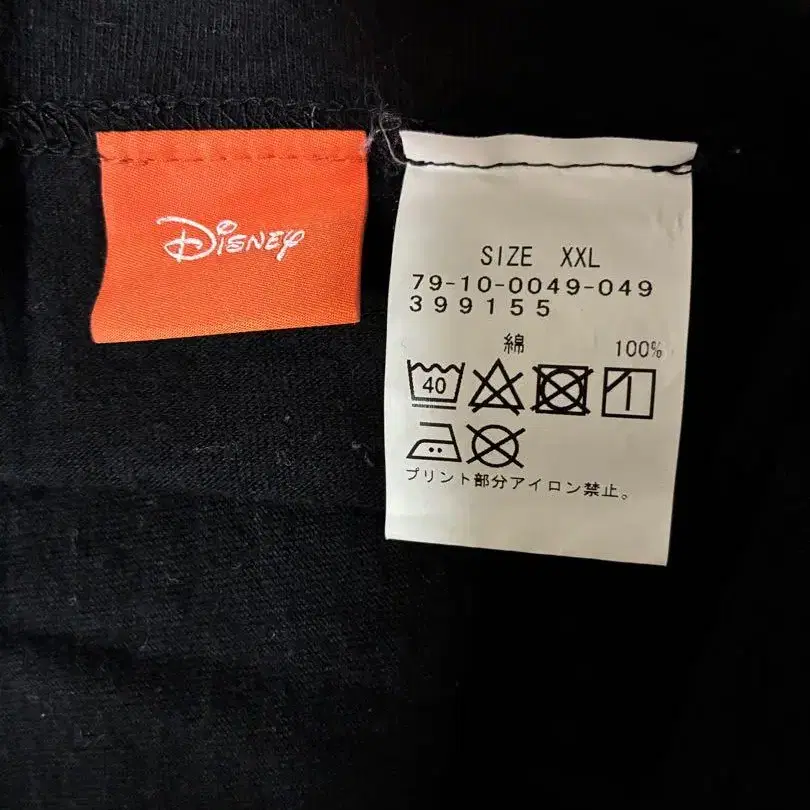 Disney
SIZE XXL
79-10-0049-049
399155
綿 100%
40
プリント部分アイロン禁止。